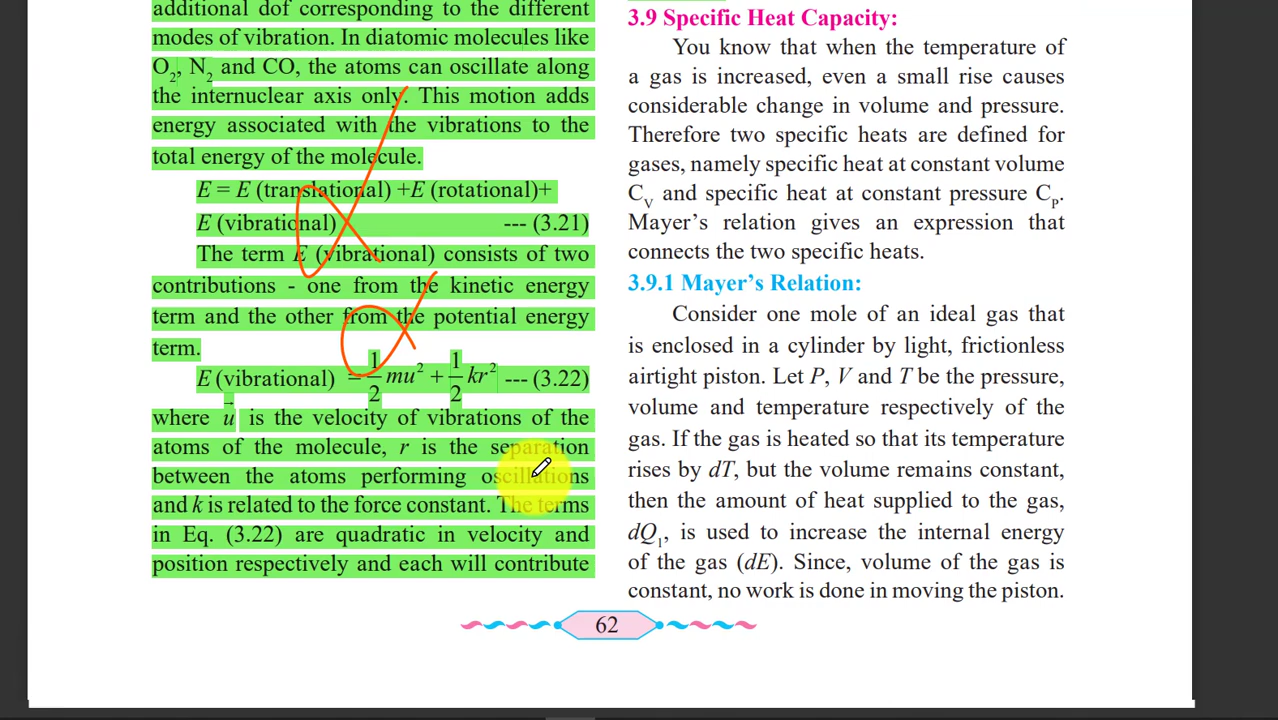 additional dof corresponding to the different
modes of vibration. In diatomic molecules like
O₂, N₂ and CO, the atoms can oscillate along
the internuclear axis only. This motion adds
energy associated with the vibrations to the
total energy of the molecule.
E = E (translational) +E (rotational)+
E (vibrational) --- (3.21)
The term E (vibrational) consists of two
contributions - one from the kinetic energy
term and the other from the potential energy
term.
E (vibrational) = 1/2 mu² + 1/2 kr² --- (3.22)
where u⃗ is the velocity of vibrations of the
atoms of the molecule, r is the separation
between the atoms performing oscillations
and k is related to the force constant. The terms
in Eq. (3.22) are quadratic in velocity and
position respectively and each will contribute
3.9 Specific Heat Capacity:
You know that when the temperature of
a gas is increased, even a small rise causes
considerable change in volume and pressure.
Therefore two specific heats are defined for
gases, namely specific heat at constant volume
C_V and specific heat at constant pressure C_P.
Mayer's relation gives an expression that
connects the two specific heats.
3.9.1 Mayer's Relation:
Consider one mole of an ideal gas that
is enclosed in a cylinder by light, frictionless
airtight piston. Let P, V and T be the pressure,
volume and temperature respectively of the
gas. If the gas is heated so that its temperature
rises by dT, but the volume remains constant,
then the amount of heat supplied to the gas,
dQ₁, is used to increase the internal energy
of the gas (dE). Since, volume of the gas is
constant, no work is done in moving the piston.
62